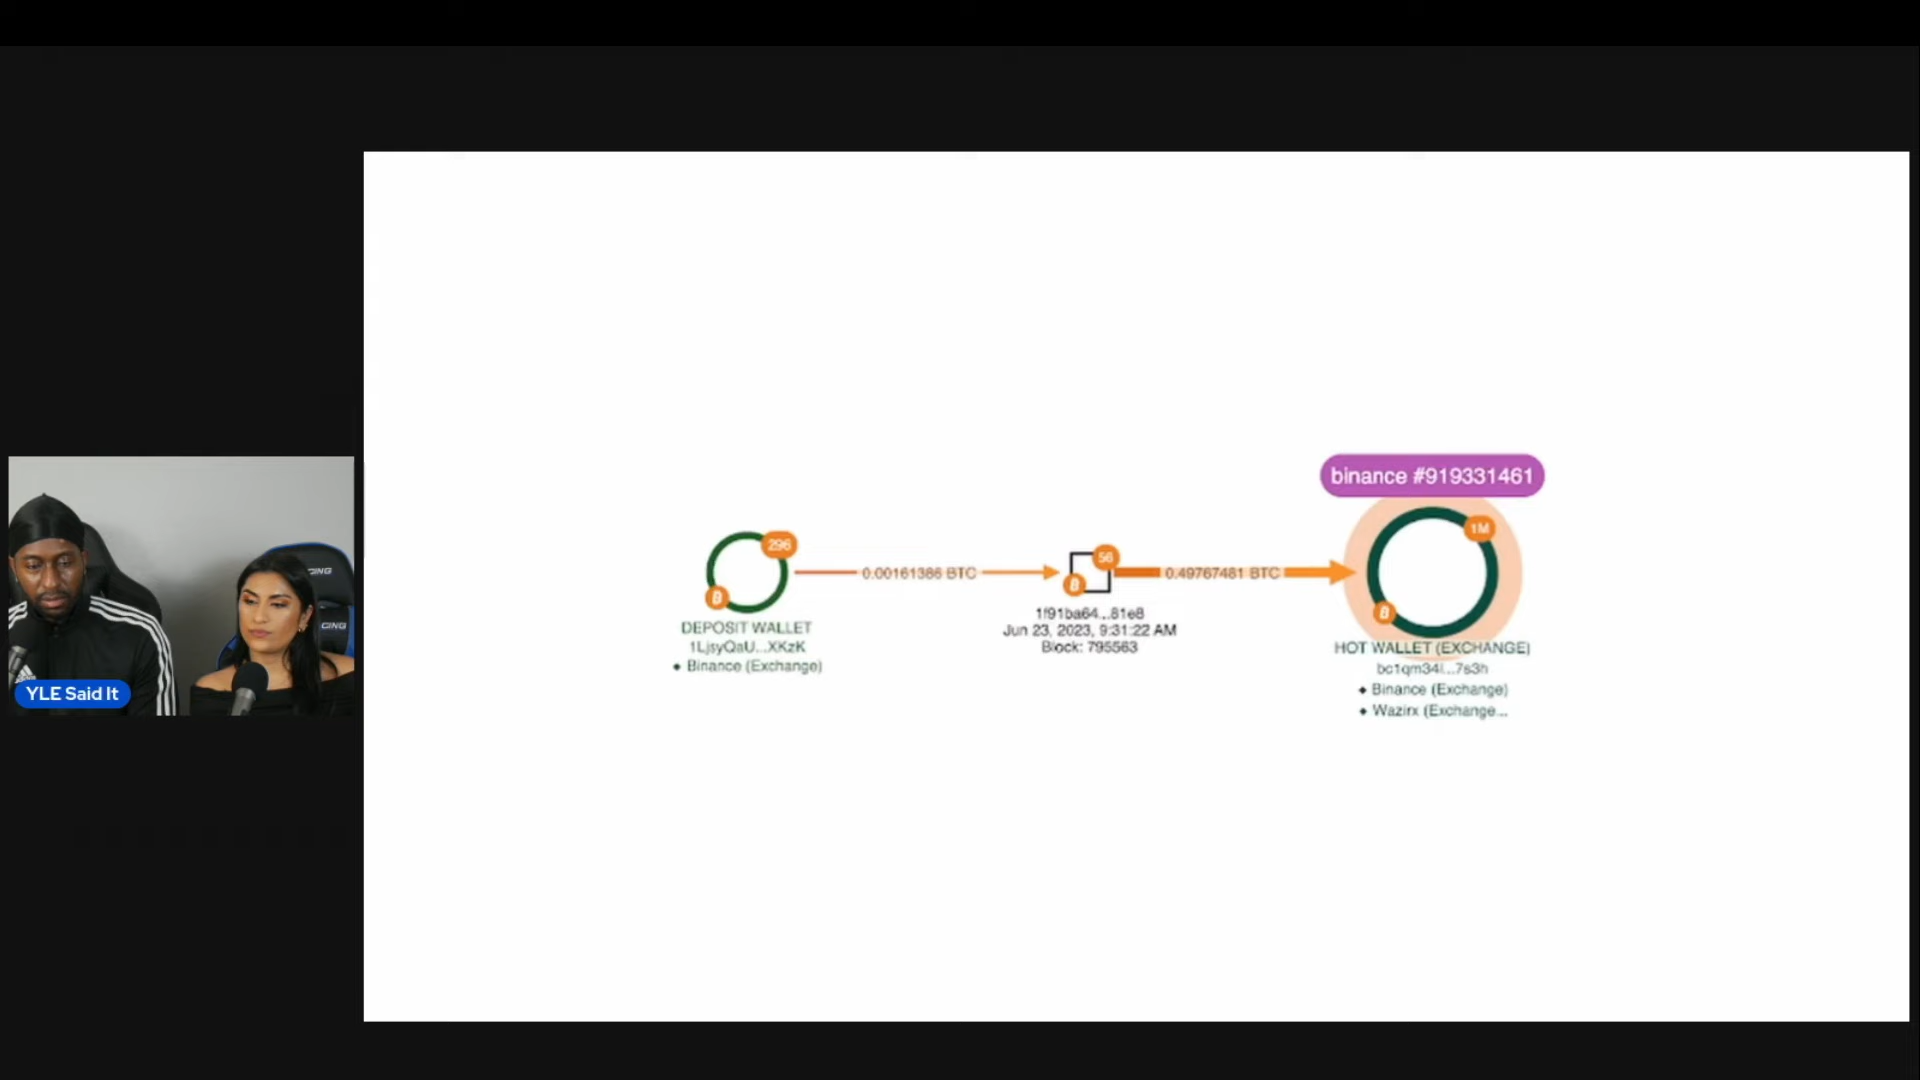 binance #919331461
1M
296
56
0.00161386 BTC
0.49767481 BTC
DEPOSIT WALLET
1LjsyQaU...XKzK
♦ Binance (Exchange)
1f91ba64...81e8
Jun 23, 2023, 9:31:22 AM
Block: 795563
HOT WALLET (EXCHANGE)
bc1qm34l...7s3h
♦ Binance (Exchange)
♦ Wazirx (Exchange...
CING
CING
YLE Said It